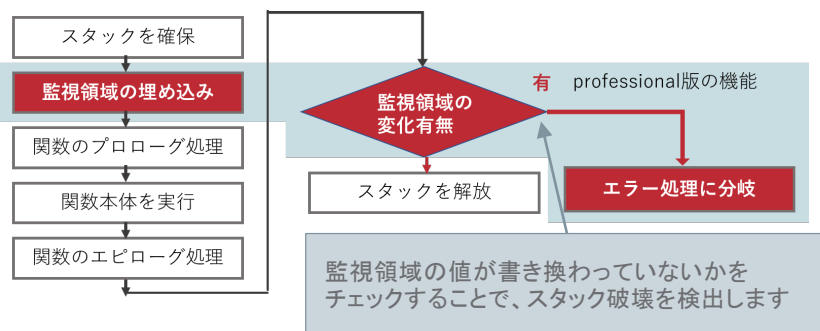 スタックを確保
監視領域の埋め込み
関数のプロローグ処理
関数本体を実行
関数のエピローグ処理
監視領域の
変化有無
有
professional版の機能
スタックを解放
エラー処理に分岐
監視領域の値が書き換わっていないかを
チェックすることで、スタック破壊を検出します